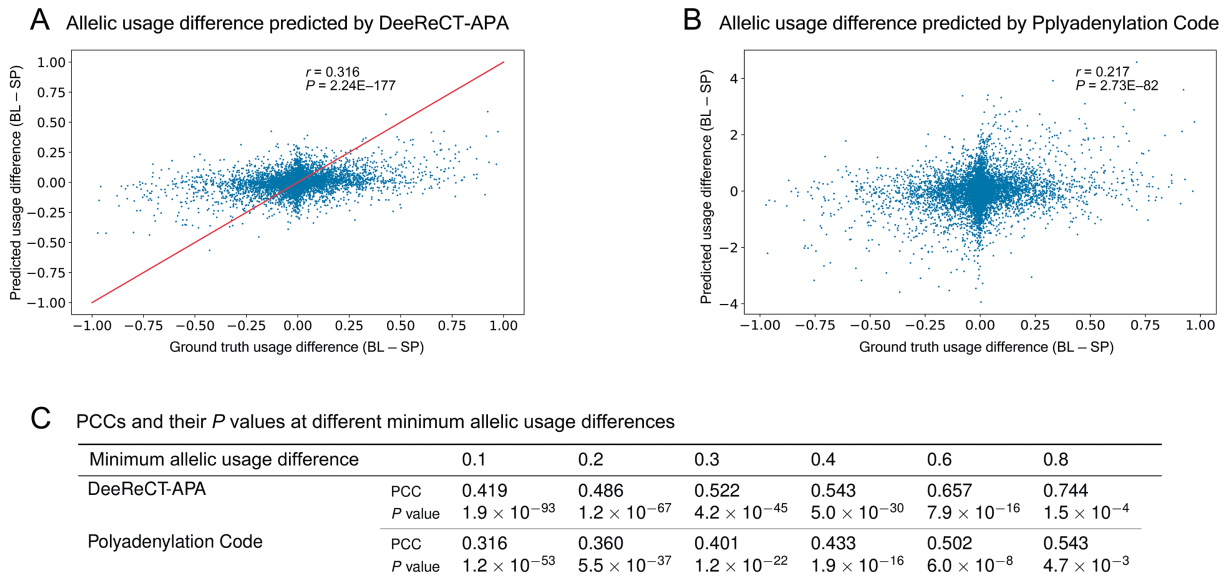 A Allelic usage difference predicted by DeeReCT-APA
r = 0.316
P = 2.24E–177
Predicted usage difference (BL – SP)
1.00
0.75
0.50
0.25
0.00
−0.25
−0.50
−0.75
−1.00
−1.00 −0.75 −0.50 −0.25 0.00 0.25 0.50 0.75 1.00
Ground truth usage difference (BL – SP)
B Allelic usage difference predicted by Pplyadenylation Code
r = 0.217
P = 2.73E–82
Predicted usage difference (BL – SP)
4
2
0
−2
−4
−1.00 −0.75 −0.50 −0.25 0.00 0.25 0.50 0.75 1.00
Ground truth usage difference (BL – SP)
C PCCs and their P values at different minimum allelic usage differences
Minimum allelic usage difference 0.1 0.2 0.3 0.4 0.6 0.8
DeeReCT-APA PCC 0.419 0.486 0.522 0.543 0.657 0.744
P value 1.9 × 10⁻⁹³ 1.2 × 10⁻⁶⁷ 4.2 × 10⁻⁴⁵ 5.0 × 10⁻³⁰ 7.9 × 10⁻¹⁶ 1.5 × 10⁻⁴
Polyadenylation Code PCC 0.316 0.360 0.401 0.433 0.502 0.543
P value 1.2 × 10⁻⁵³ 5.5 × 10⁻³⁷ 1.2 × 10⁻²² 1.9 × 10⁻¹⁶ 6.0 × 10⁻⁸ 4.7 × 10⁻³